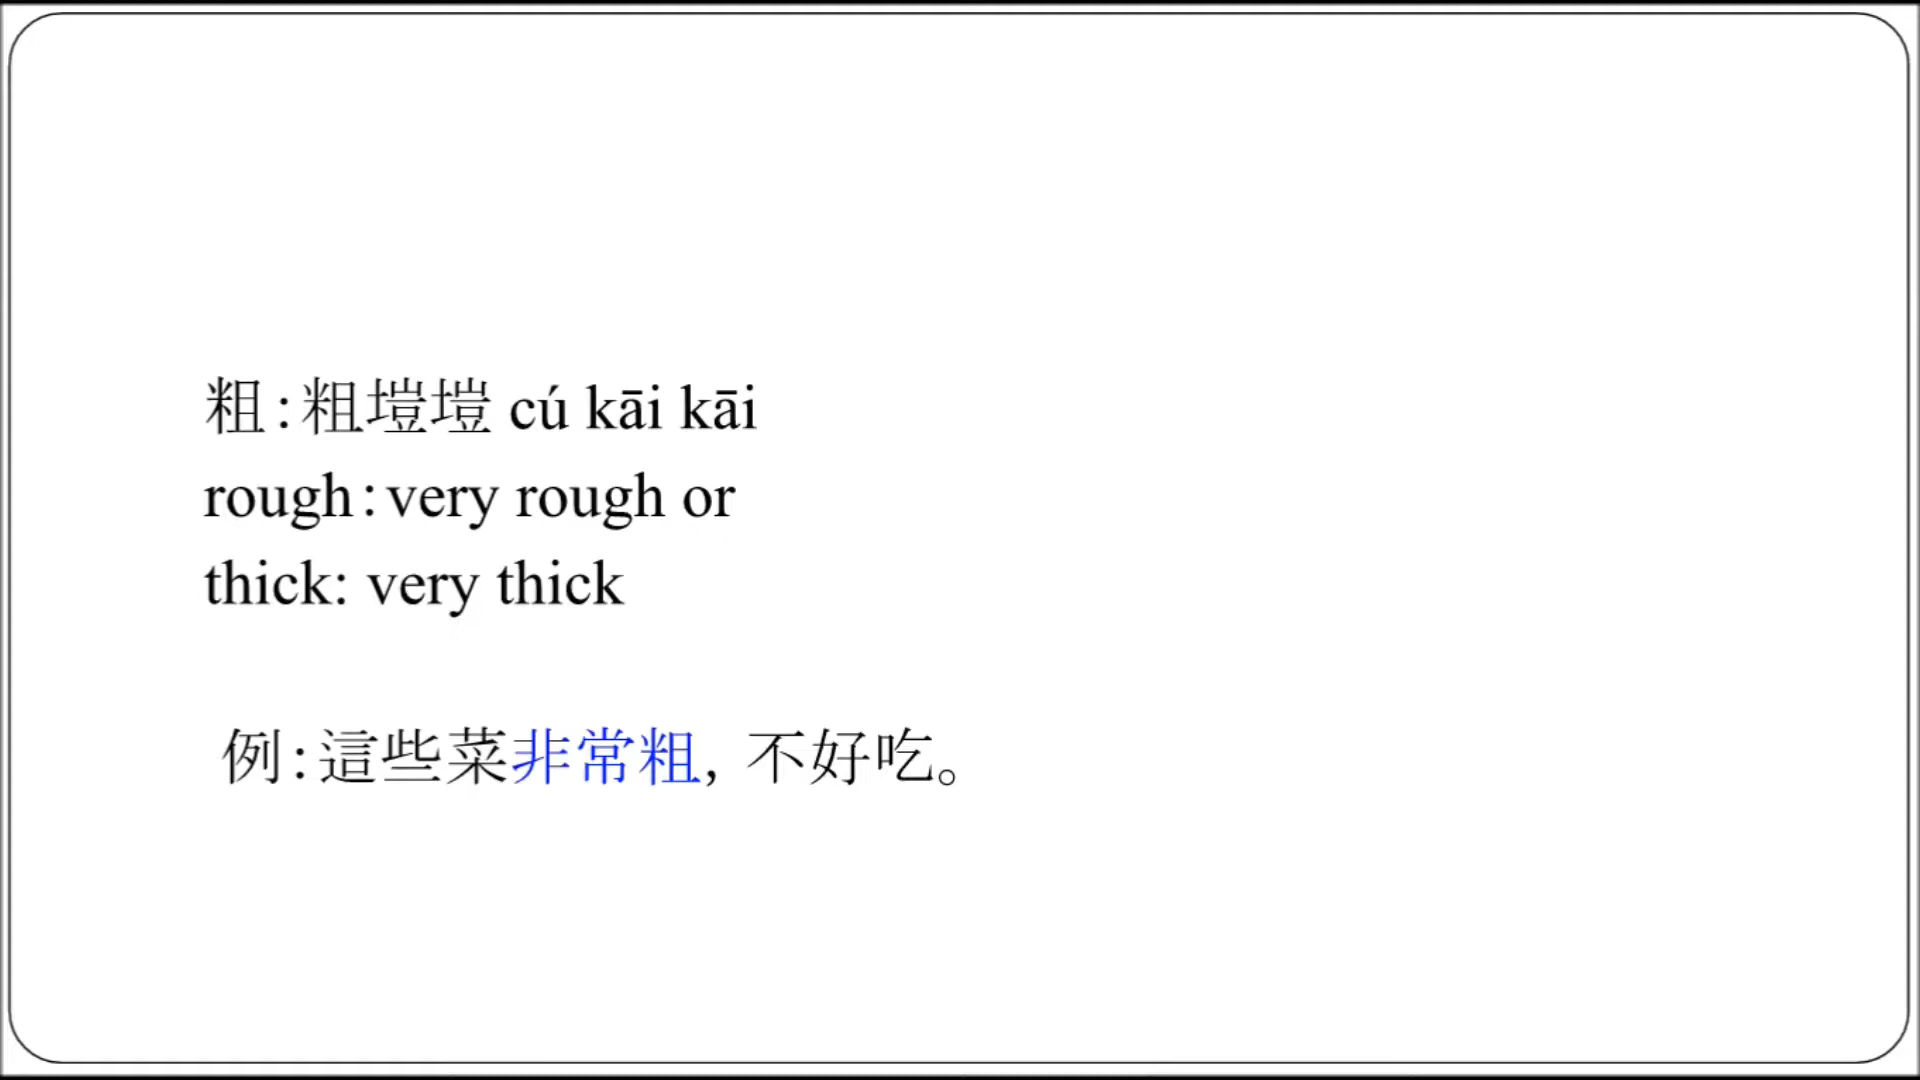 粗:粗塏塏 cú kāi kāi
rough:very rough or
thick: very thick
例:這些菜非常粗, 不好吃。